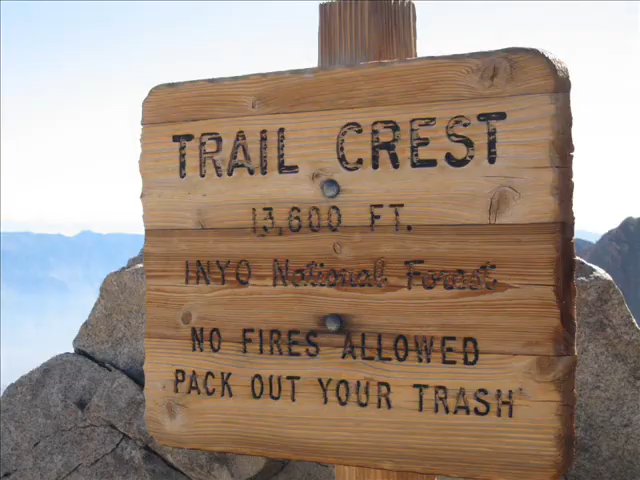 TRAIL CREST
13,600 FT.
INYO National Forest
NO FIRES ALLOWED
PACK OUT YOUR TRASH